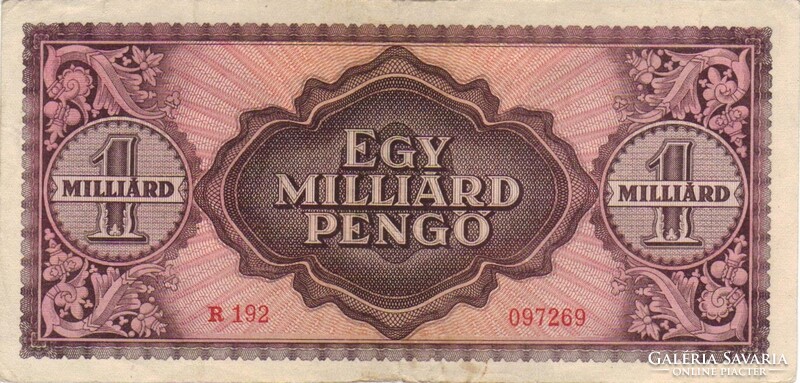 EGY
MILLIÁRD
PENGŐ
1
MILLIÁRD
1
MILLIÁRD
R 192
097269
GALÉRIA SAVARIA
ONLINE PIACTÉR